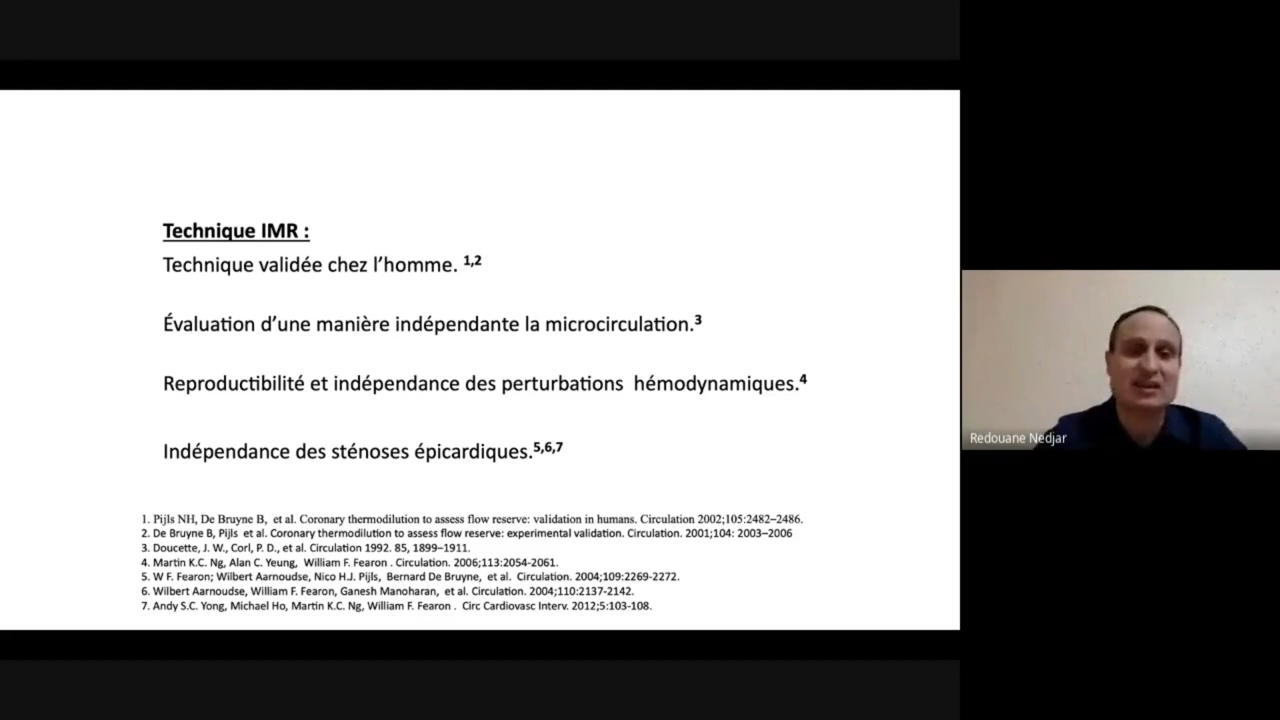 Technique IMR :
Technique validée chez l’homme. 1,2
Évaluation d’une manière indépendante la microcirculation.3
Reproductibilité et indépendance des perturbations  hémodynamiques.4
Indépendance des sténoses épicardiques.5,6,7
1. Pijls NH, De Bruyne B,  et al. Coronary thermodilution to assess flow reserve: validation in humans. Circulation 2002;105:2482–2486.
2. De Bruyne B, Pijls  et al. Coronary thermodilution to assess flow reserve: experimental validation. Circulation. 2001;104: 2003–2006
3. Doucette, J. W., Corl, P. D., et al. Circulation 1992. 85, 1899–1911.
4. Martin K.C. Ng, Alan C. Yeung,  William F. Fearon . Circulation. 2006;113:2054-2061.
5. W F. Fearon; Wilbert Aarnoudse, Nico H.J. Pijls,  Bernard De Bruyne,  et al.  Circulation. 2004;109:2269-2272.
6. Wilbert Aarnoudse, William F. Fearon, Ganesh Manoharan,  et al. Circulation. 2004;110:2137-2142.
7. Andy S.C. Yong, Michael Ho, Martin K.C. Ng, William F. Fearon .  Circ Cardiovasc Interv. 2012;5:103-108.
Redouane Nedjar